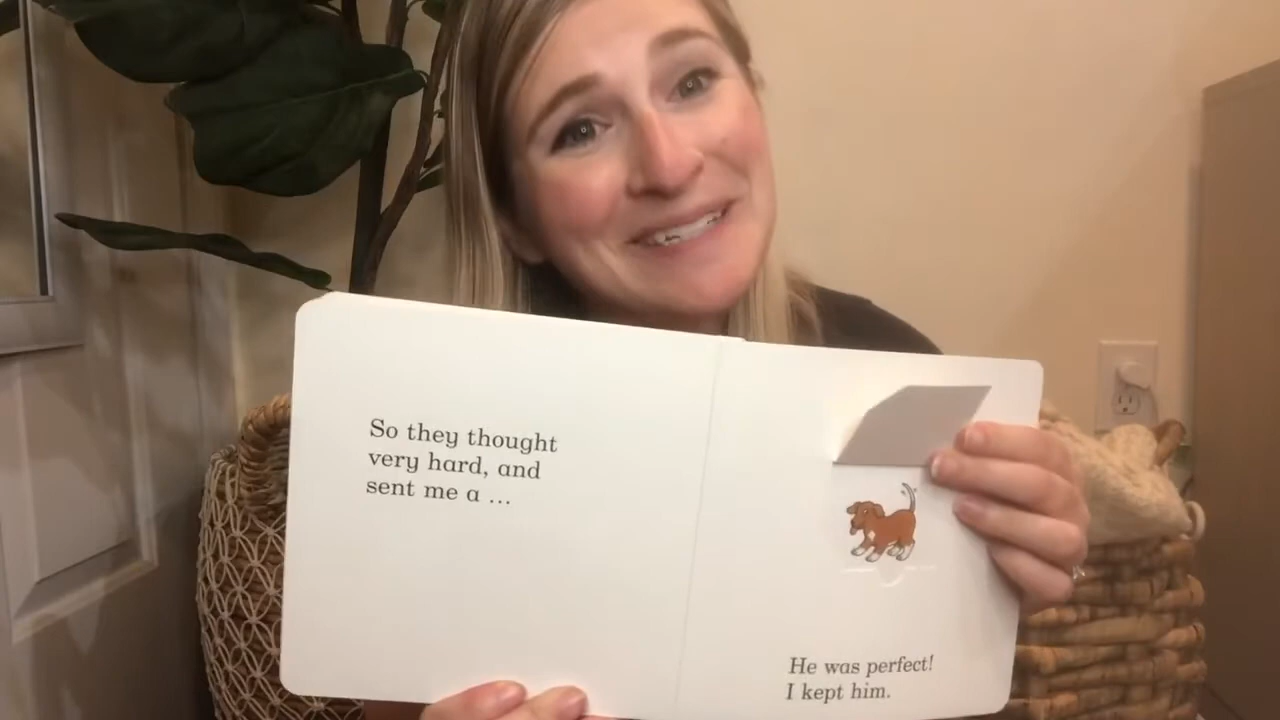 So they thought
very hard, and
sent me a ...
He was perfect!
I kept him.